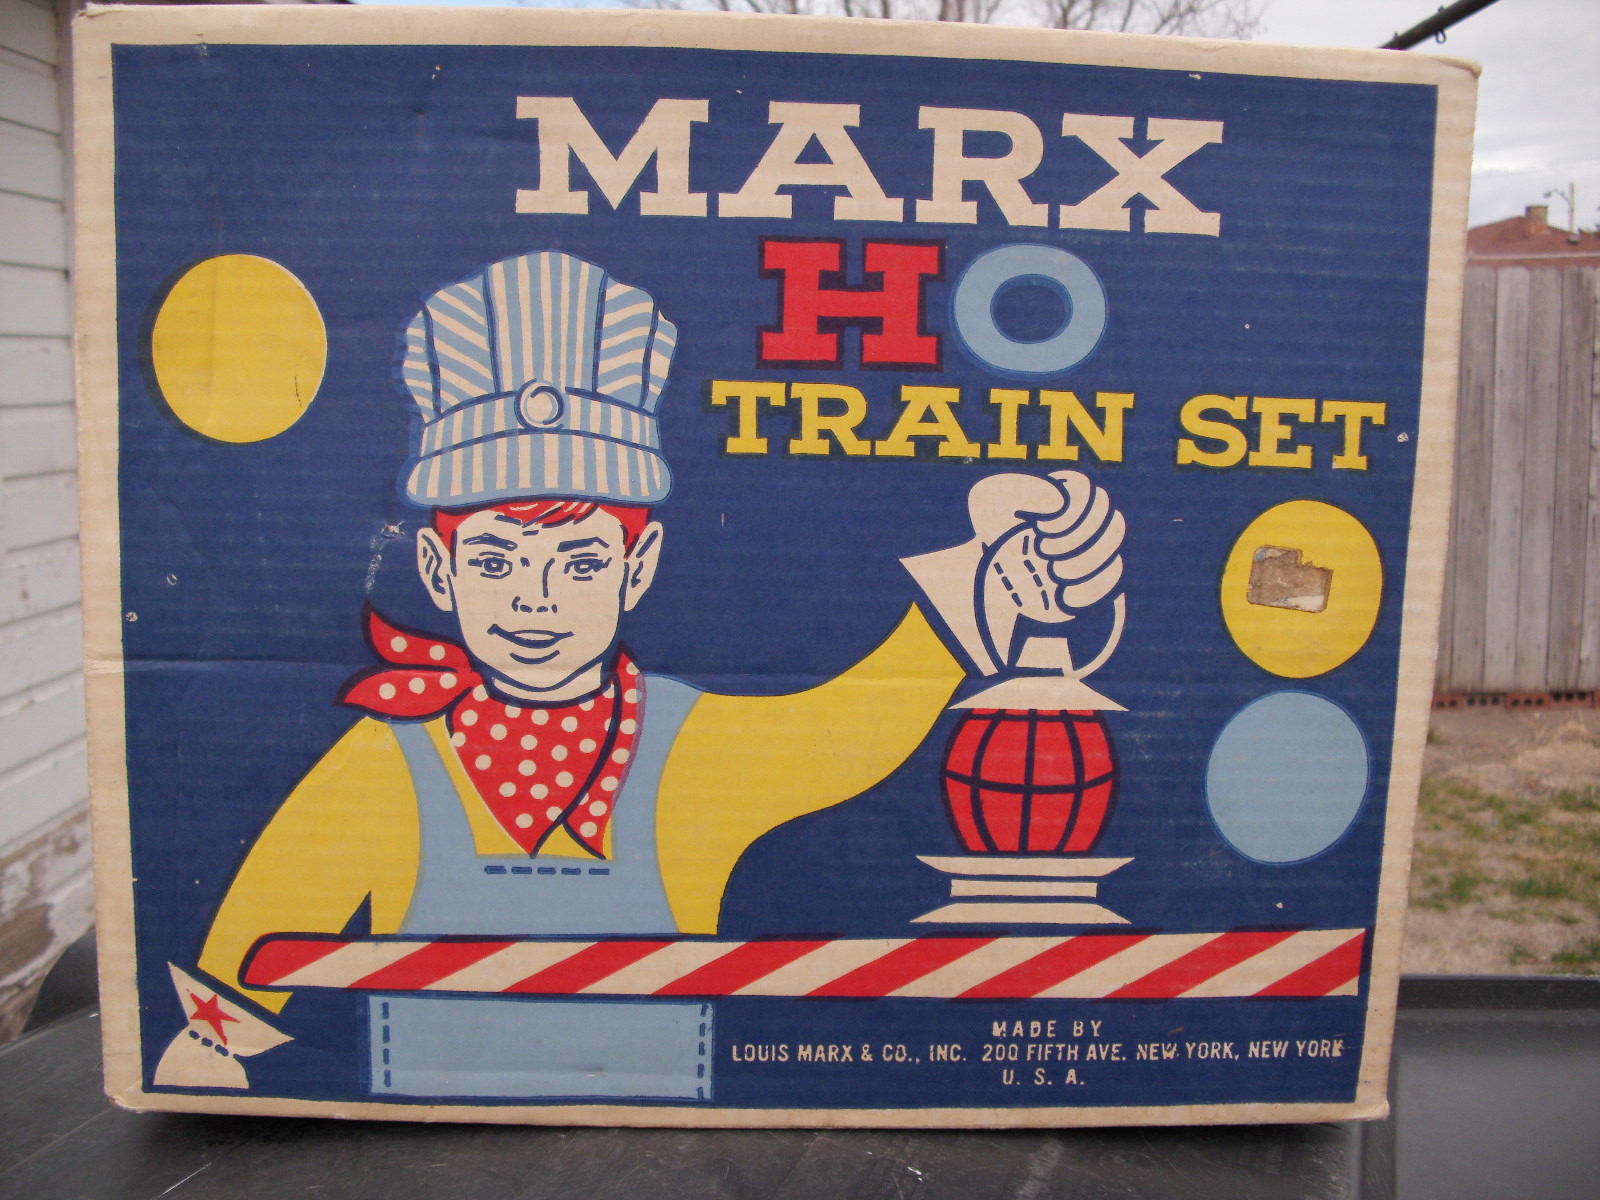 MARX
HO
TRAIN SET
MADE BY
LOUIS MARX & CO., INC. 200 FIFTH AVE. NEW YORK, NEW YORK
U. S. A.